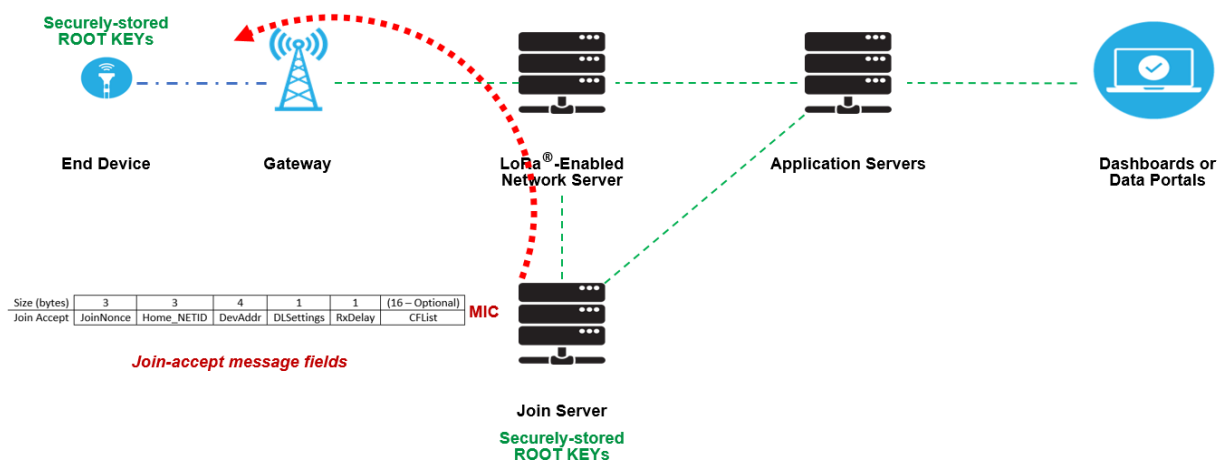 Securely-stored
ROOT KEYs
End Device
Gateway
LoRa®-Enabled
Network Server
Application Servers
Dashboards or
Data Portals
Size (bytes) 3 3 4 1 1 (16 – Optional)
Join Accept JoinNonce Home_NETID DevAddr DLSettings RxDelay CFList
MIC
Join-accept message fields
Join Server
Securely-stored
ROOT KEYs